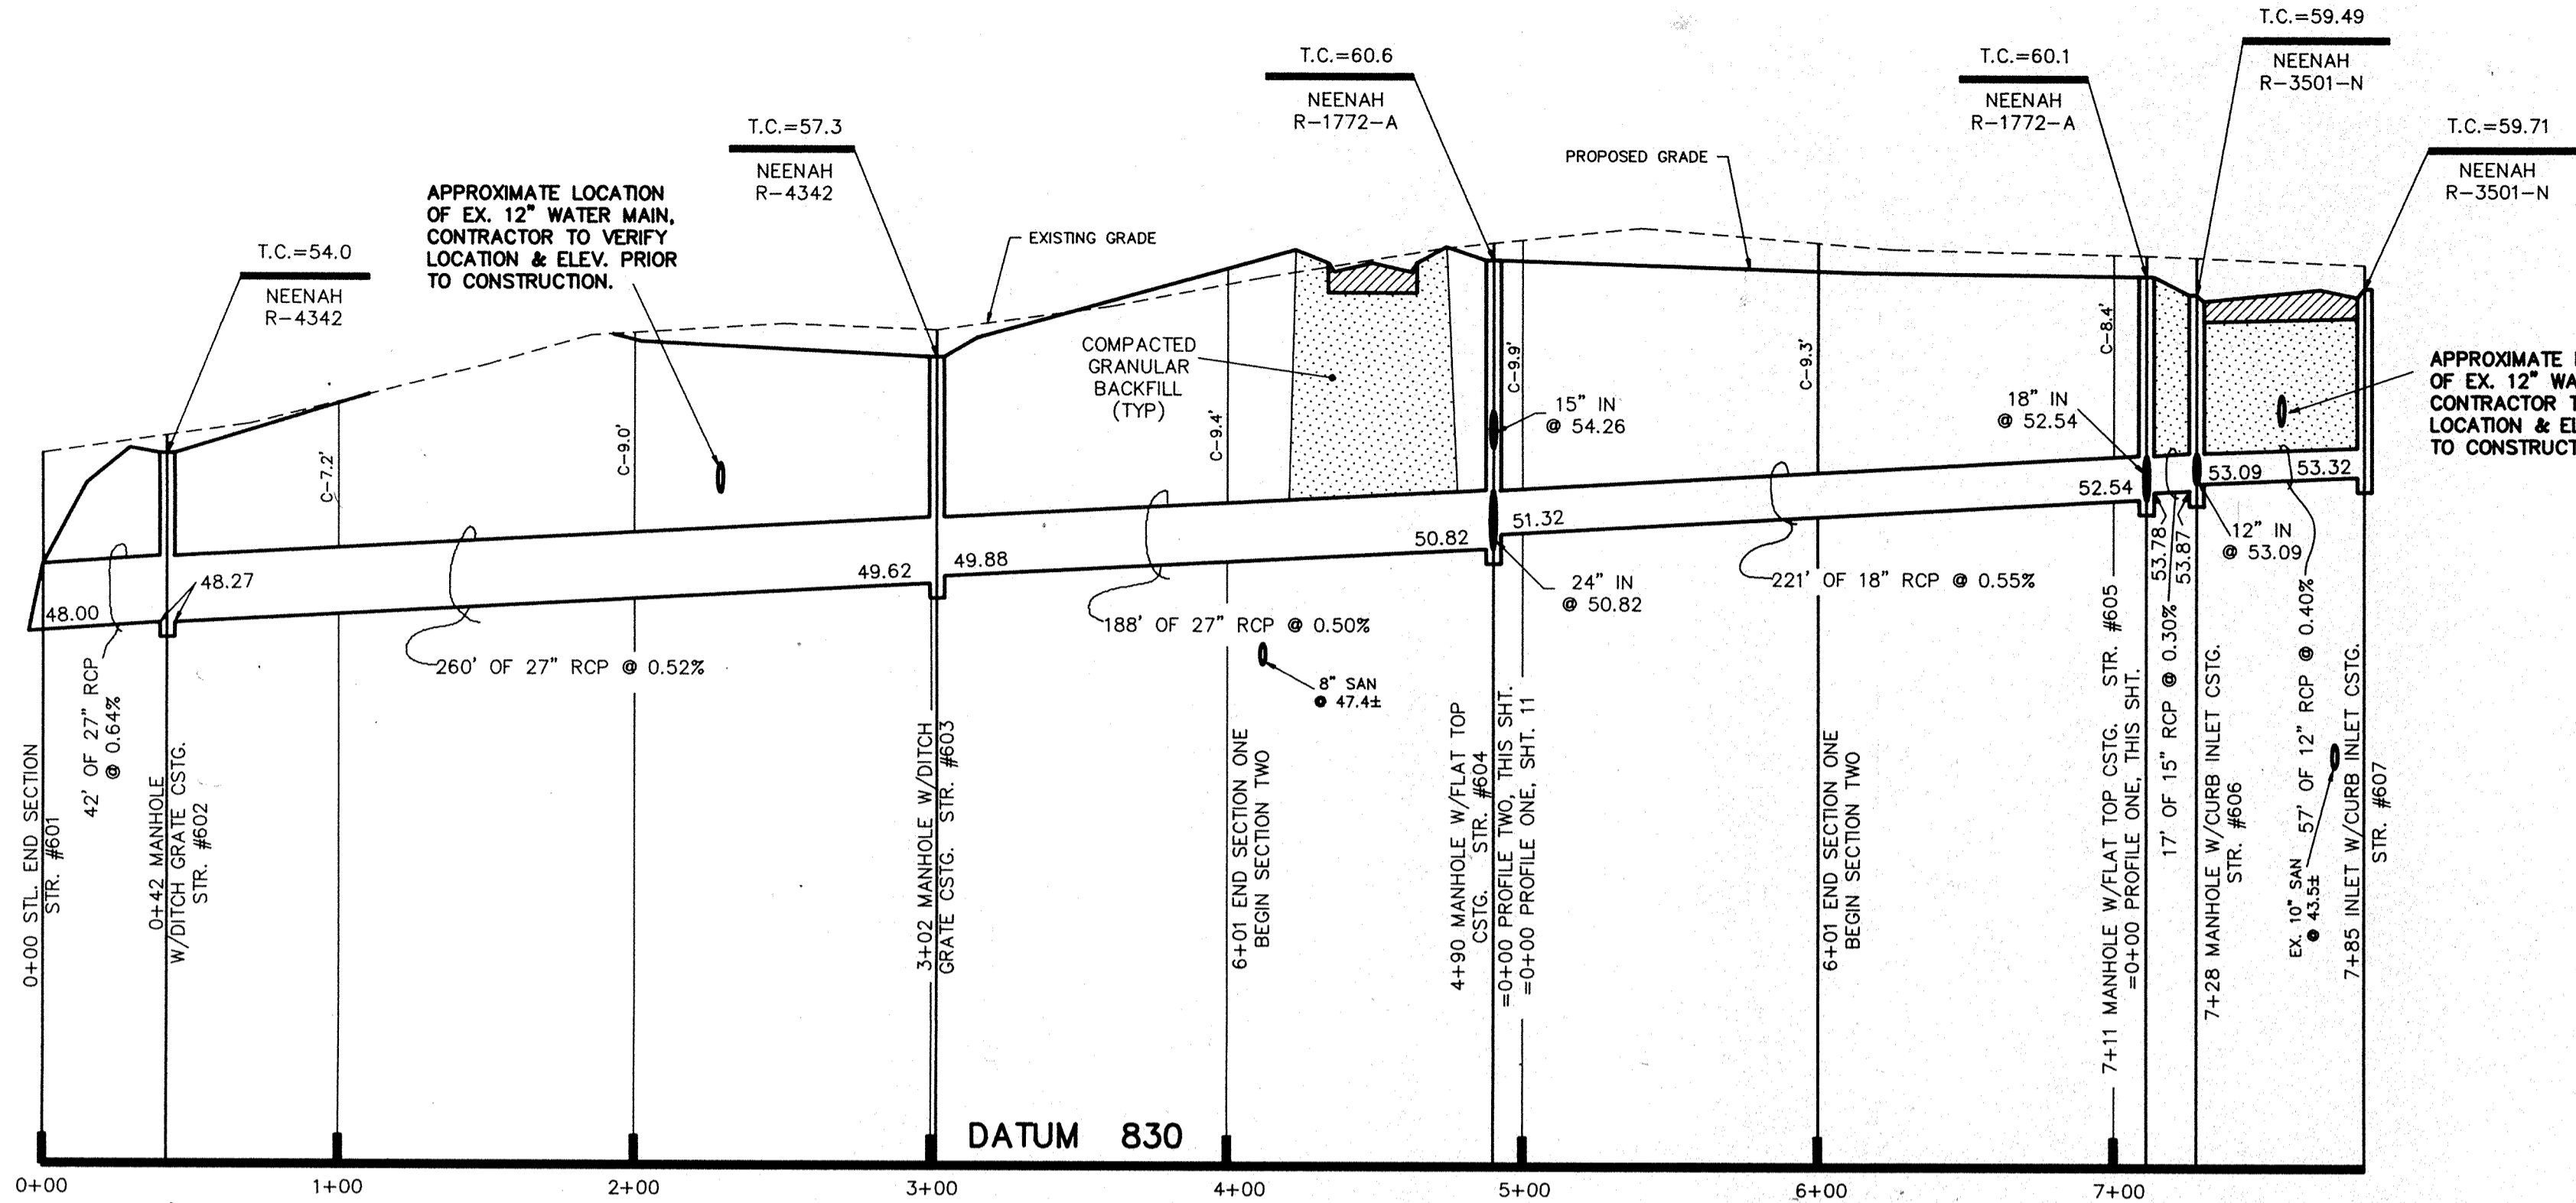 T.C.=54.0
NEENAH
R-4342
APPROXIMATE LOCATION
OF EX. 12" WATER MAIN,
CONTRACTOR TO VERIFY
LOCATION & ELEV. PRIOR
TO CONSTRUCTION.
T.C.=57.3
NEENAH
R-4342
EXISTING GRADE
T.C.=60.6
NEENAH
R-1772-A
PROPOSED GRADE
T.C.=60.1
NEENAH
R-1772-A
T.C.=59.49
NEENAH
R-3501-N
T.C.=59.71
NEENAH
R-3501-N
COMPACTED
GRANULAR
BACKFILL
(TYP)
C-7.2'
C-9.0'
C-9.4'
C-9.9'
C-9.3'
C-8.4'
15" IN
@ 54.26
18" IN
@ 52.54
APPROXIMATE
OF EX. 12" WA
CONTRACTOR T
LOCATION & EL
TO CONSTRUCT
48.00
48.27
49.62
49.88
50.82
51.32
52.54
53.78
53.87
53.09
53.32
12" IN
@ 53.09
24" IN
@ 50.82
42' OF 27" RCP
@ 0.64%
260' OF 27" RCP @ 0.52%
188' OF 27" RCP @ 0.50%
8" SAN
@ 47.4±
221' OF 18" RCP @ 0.55%
17' OF 15" RCP @ 0.30%
57' OF 12" RCP @ 0.40%
EX. 10" SAN
@ 43.5±
0+00 STL. END SECTION
STR. #601
0+42 MANHOLE
W/DITCH GRATE CSTG.
STR. #602
3+02 MANHOLE W/DITCH
GRATE CSTG. STR. #603
6+01 END SECTION ONE
BEGIN SECTION TWO
4+90 MANHOLE W/FLAT TOP
CSTG. STR. #604
=0+00 PROFILE TWO, THIS SHT.
=0+00 PROFILE ONE, SHT. 11
6+01 END SECTION ONE
BEGIN SECTION TWO
7+11 MANHOLE W/FLAT TOP CSTG. STR. #605
=0+00 PROFILE ONE, THIS SHT.
7+28 MANHOLE W/CURB INLET CSTG.
STR. #606
7+85 INLET W/CURB INLET CSTG.
STR. #607
DATUM 830
0+00
1+00
2+00
3+00
4+00
5+00
6+00
7+00